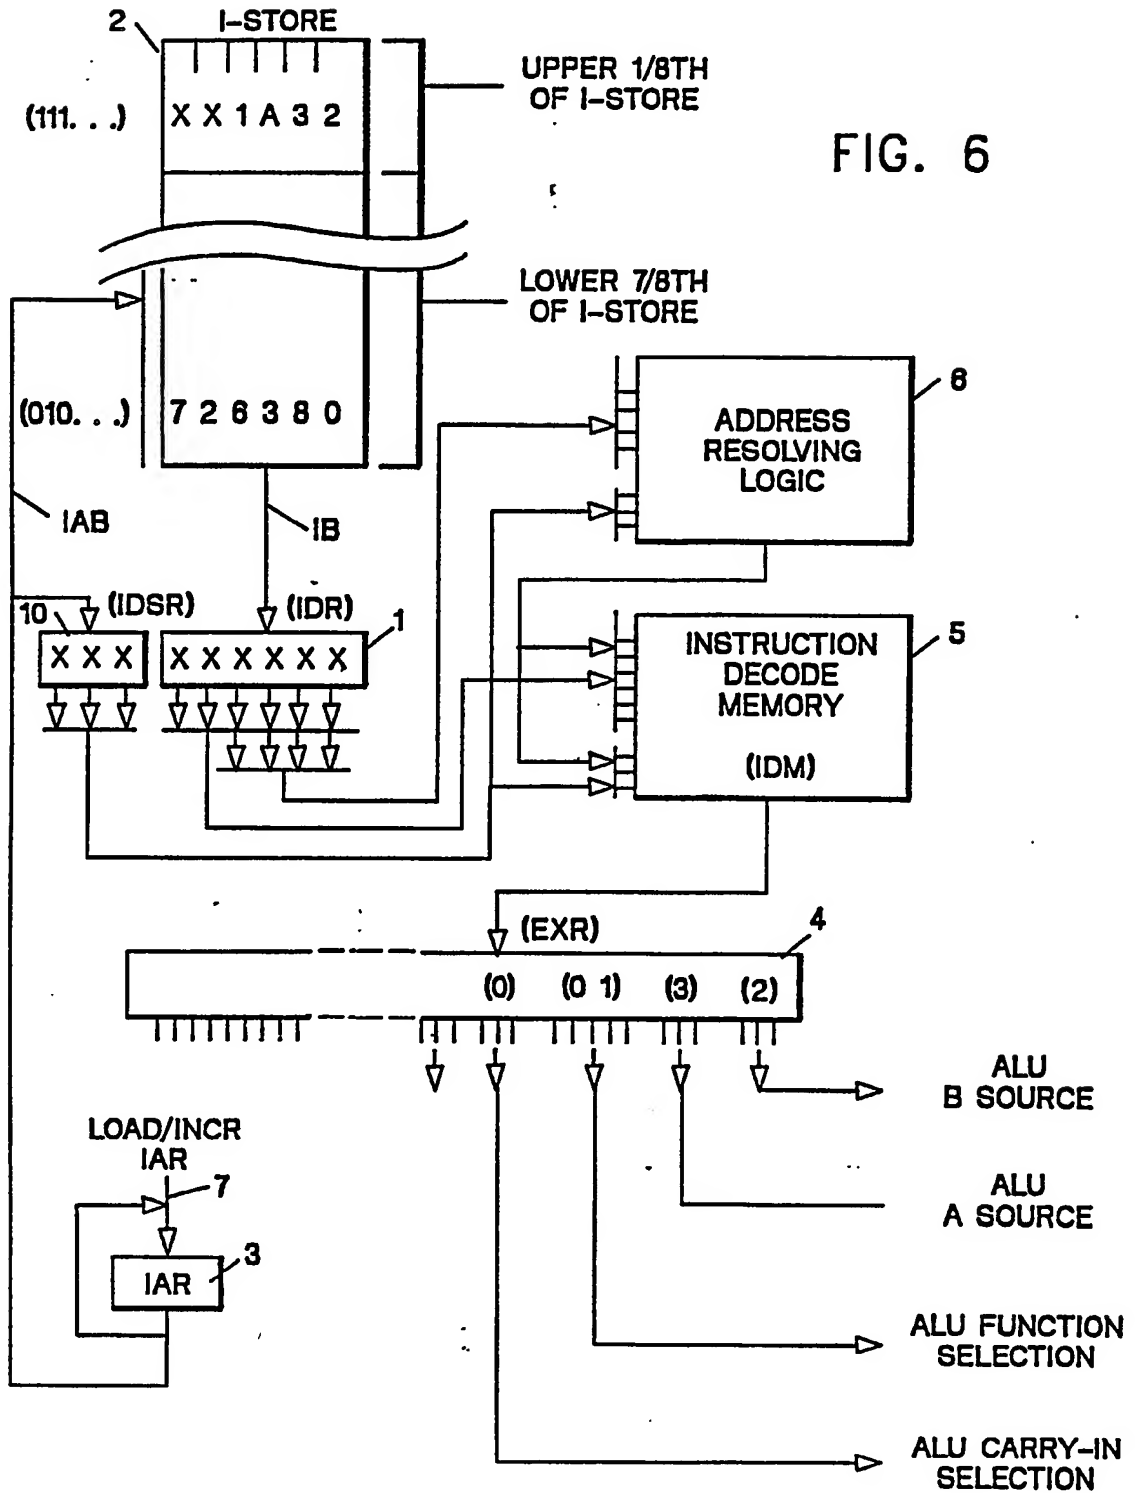 2
I-STORE
UPPER 1/8TH
OF I-STORE
(111. . .)
X X 1 A 3 2
FIG. 6
LOWER 7/8TH
OF I-STORE
(010. . .)
7 2 6 3 8 0
6
ADDRESS
RESOLVING
LOGIC
IAB
IB
10
(IDSR)
(IDR)
1
X X X
X X X X X X
5
INSTRUCTION
DECODE
MEMORY
(IDM)
(EXR)
4
(0)
(0 1)
(3)
(2)
ALU
B SOURCE
LOAD/INCR
IAR
7
ALU
A SOURCE
3
IAR
ALU FUNCTION
SELECTION
ALU CARRY-IN
SELECTION